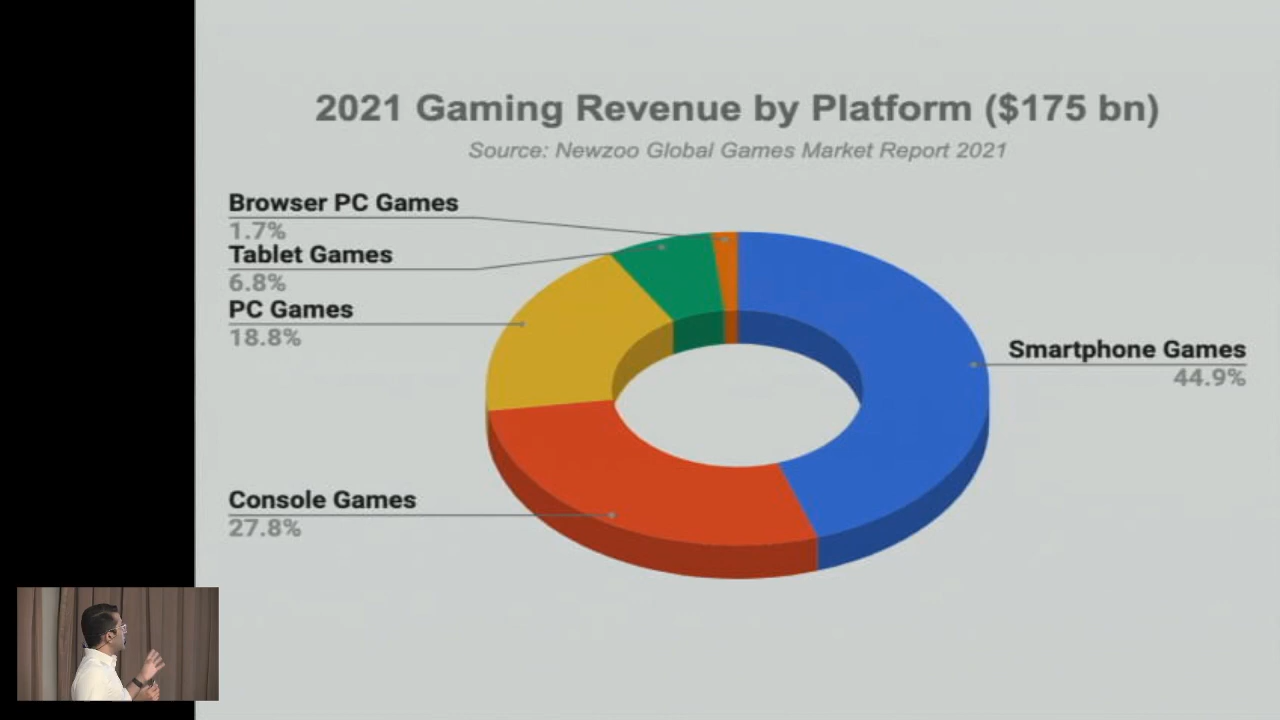 2021 Gaming Revenue by Platform ($175 bn)
Source: Newzoo Global Games Market Report 2021
Browser PC Games
1.7%
Tablet Games
6.8%
PC Games
18.8%
Smartphone Games
44.9%
Console Games
27.8%